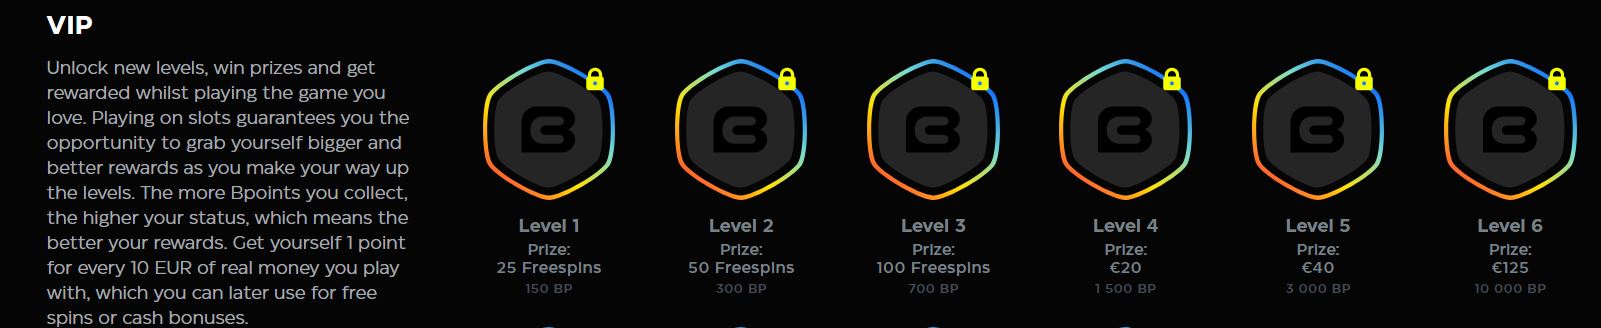 VIP
Unlock new levels, win prizes and get
rewarded whilst playing the game you
love. Playing on slots guarantees you the
opportunity to grab yourself bigger and
better rewards as you make your way up
the levels. The more Bpoints you collect,
the higher your status, which means the
better your rewards. Get yourself 1 point
for every 10 EUR of real money you play
with, which you can later use for free
spins or cash bonuses.
Level 1
Prize:
25 Freespins
150 BP
Level 2
Prize:
50 Freespins
300 BP
Level 3
Prize:
100 Freespins
700 BP
Level 4
Prize:
€20
1 500 BP
Level 5
Prize:
€40
3 000 BP
Level 6
Prize:
€125
10 000 BP